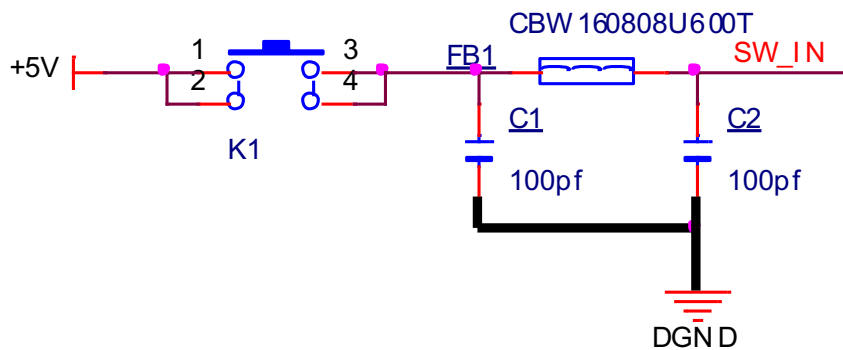 CBW160808U600T
+5V
1
3
FB1
SW_IN
2
4
K1
C1
C2
100pf
100pf
DGND